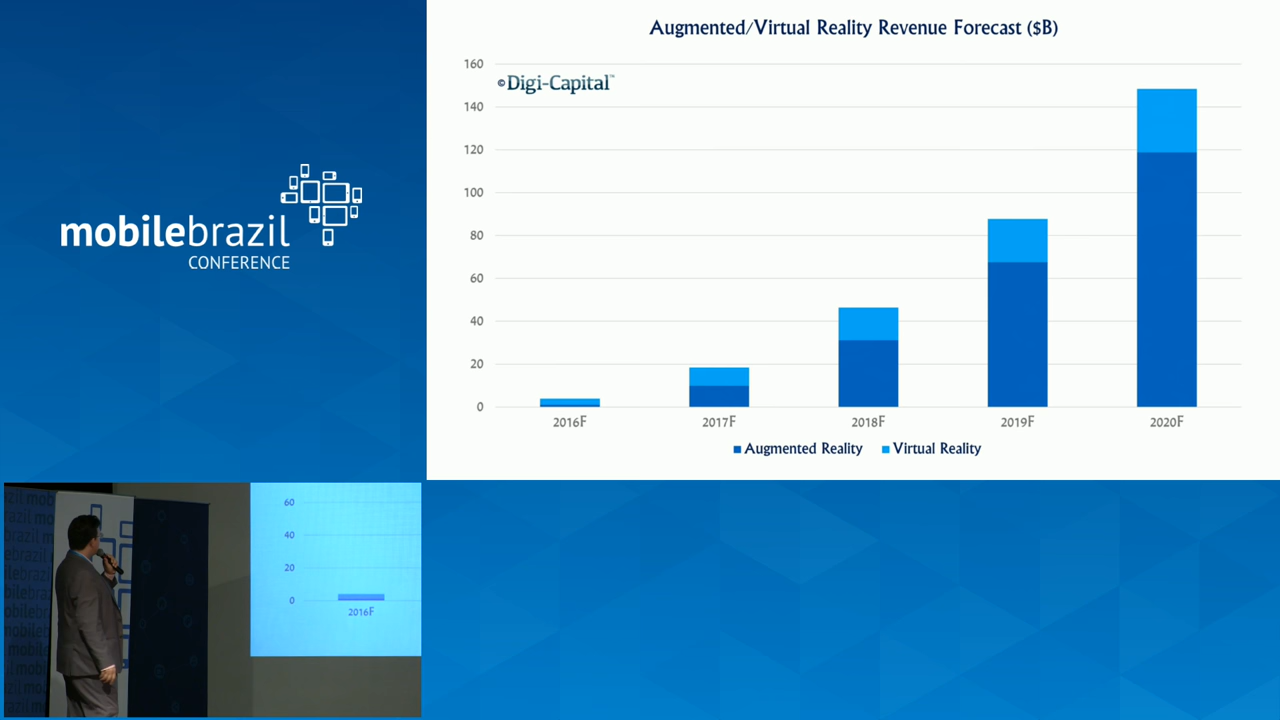 mobilebrazil
CONFERENCE
Augmented/Virtual Reality Revenue Forecast ($B)
©Digi-Capital™
160
140
120
100
80
60
40
20
0
2016F 2017F 2018F 2019F 2020F
Augmented Reality Virtual Reality
60
40
20
0
2016F